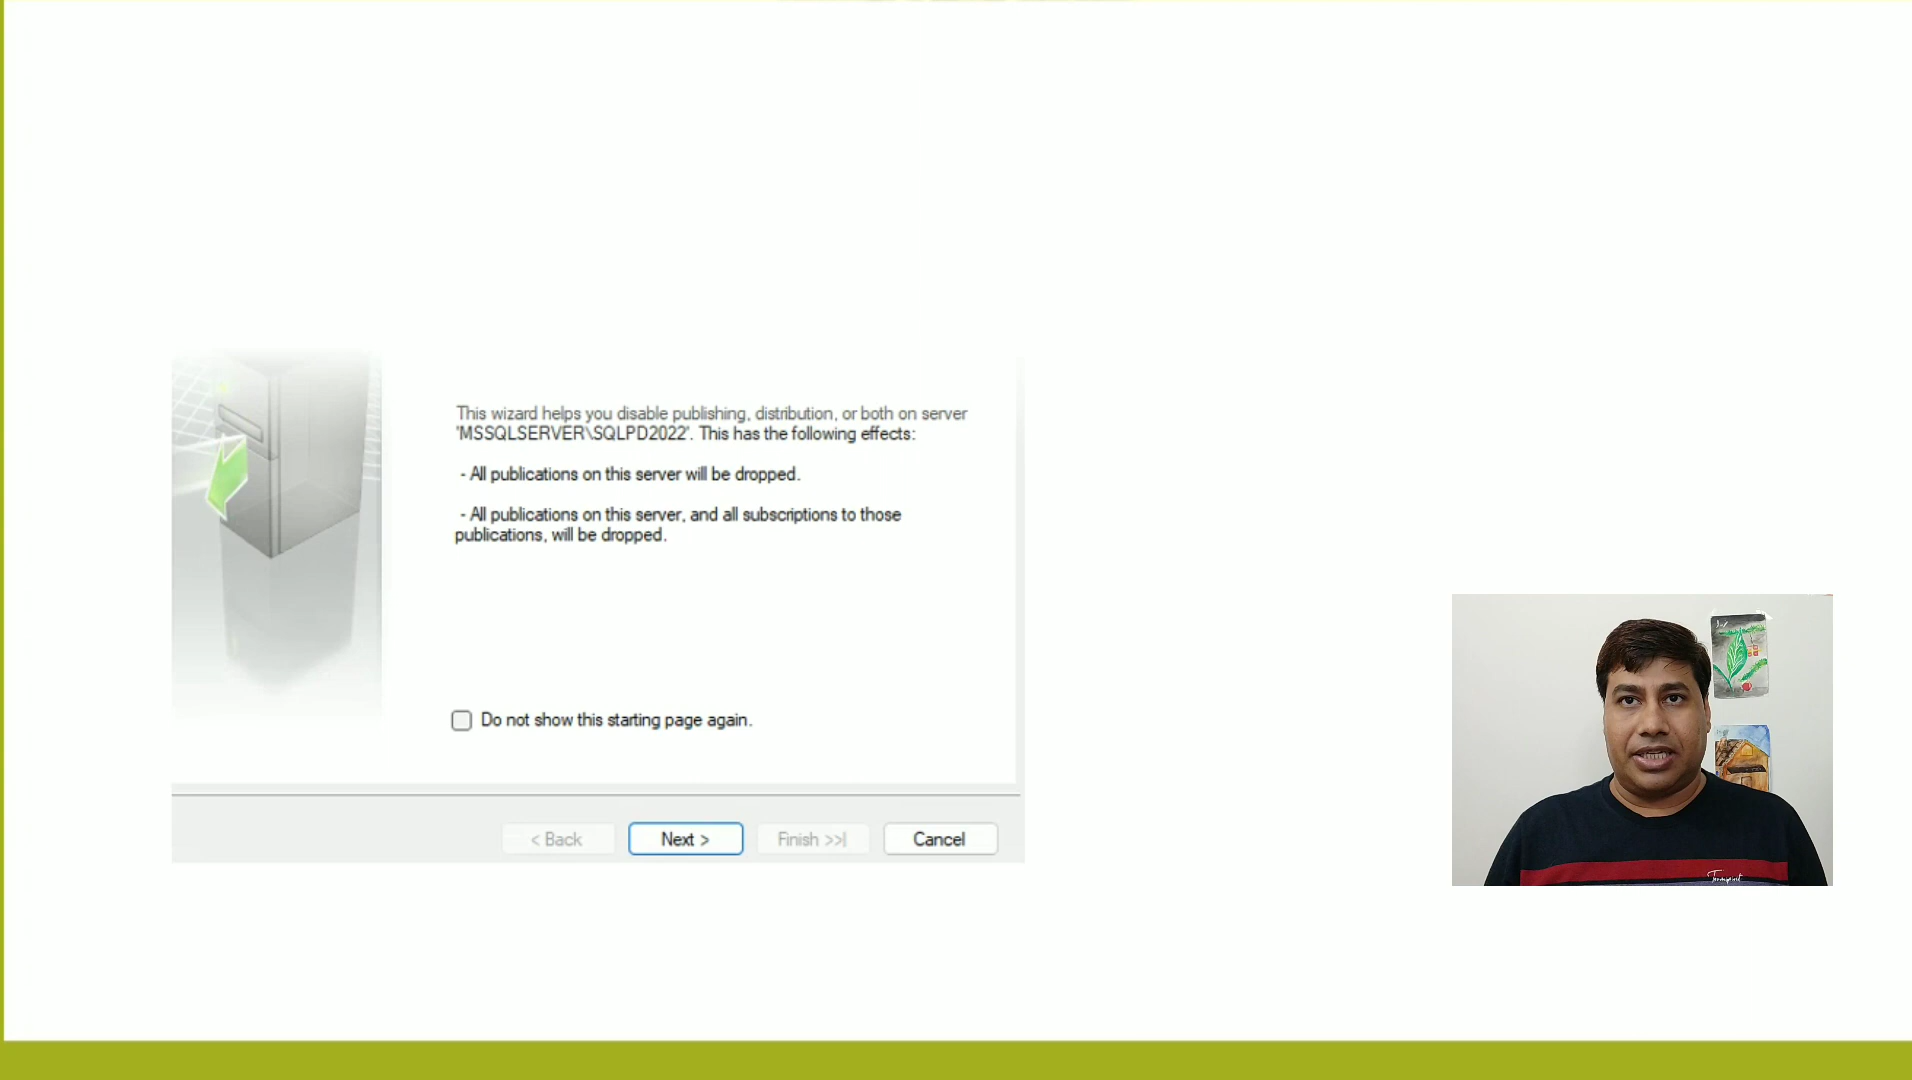 This wizard helps you disable publishing, distribution, or both on server
'MSSQLSERVER\SQLPD2022'. This has the following effects:
- All publications on this server will be dropped.
- All publications on this server, and all subscriptions to those
publications, will be dropped.
Do not show this starting page again.
< Back
Next >
Finish >>|
Cancel